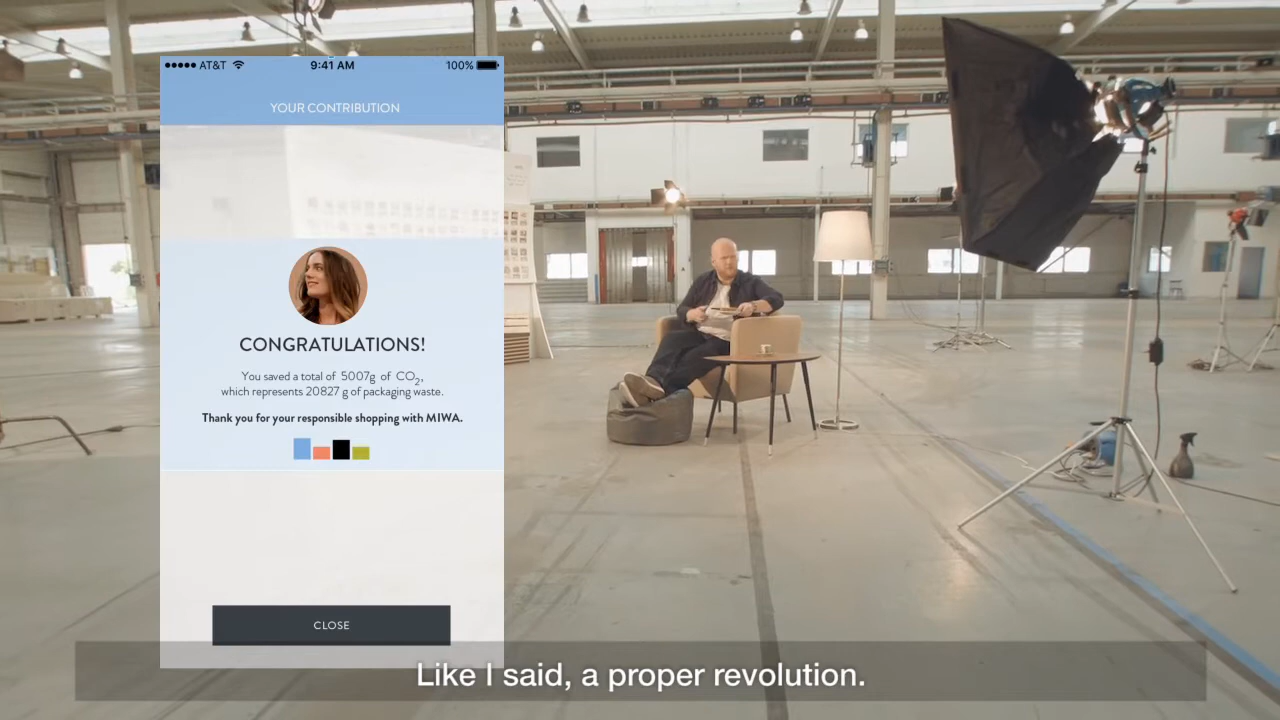 AT&T 9:41 AM 100%
YOUR CONTRIBUTION
CONGRATULATIONS!
You saved a total of 5007g of CO2,
which represents 20827 g of packaging waste.
Thank you for your responsible shopping with MIWA.
CLOSE
Like I said, a proper revolution.